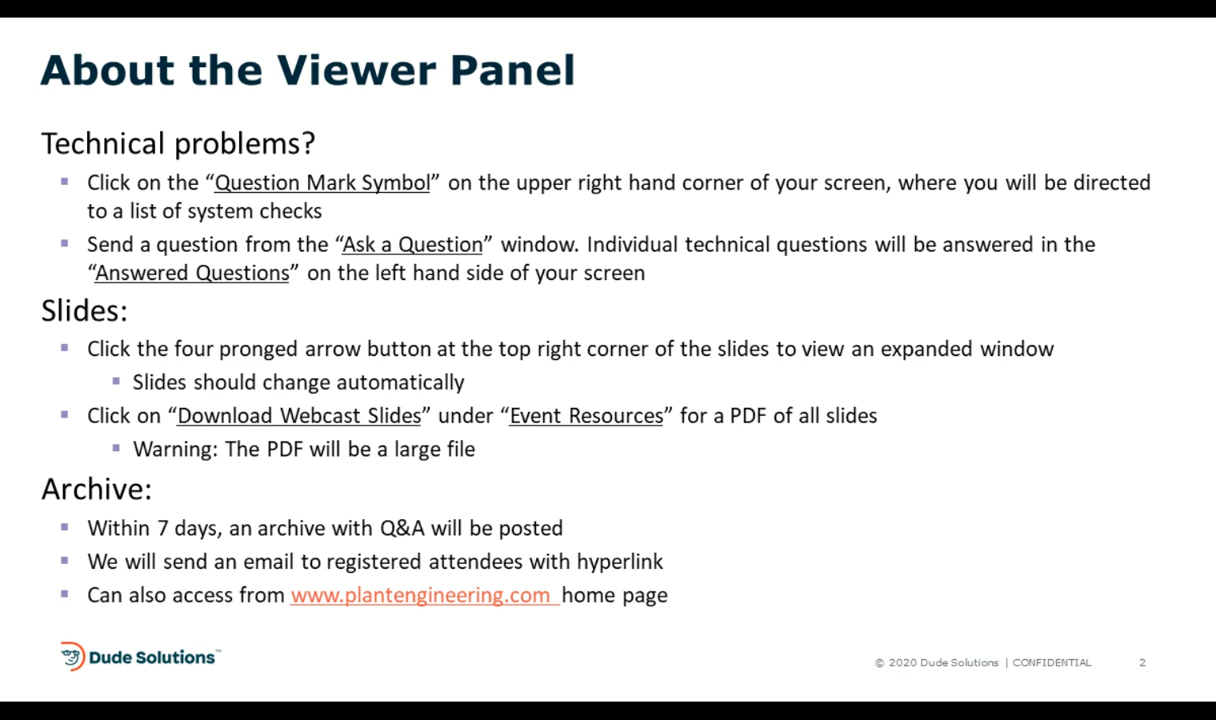 About the Viewer Panel
Technical problems?
Click on the “Question Mark Symbol” on the upper right hand corner of your screen, where you will be directed
to a list of system checks
Send a question from the “Ask a Question” window. Individual technical questions will be answered in the
“Answered Questions” on the left hand side of your screen
Slides:
Click the four pronged arrow button at the top right corner of the slides to view an expanded window
Slides should change automatically
Click on “Download Webcast Slides” under “Event Resources” for a PDF of all slides
Warning: The PDF will be a large file
Archive:
Within 7 days, an archive with Q&A will be posted
We will send an email to registered attendees with hyperlink
Can also access from www.plantengineering.com home page
Dude Solutions™
© 2020 Dude Solutions | CONFIDENTIAL 2